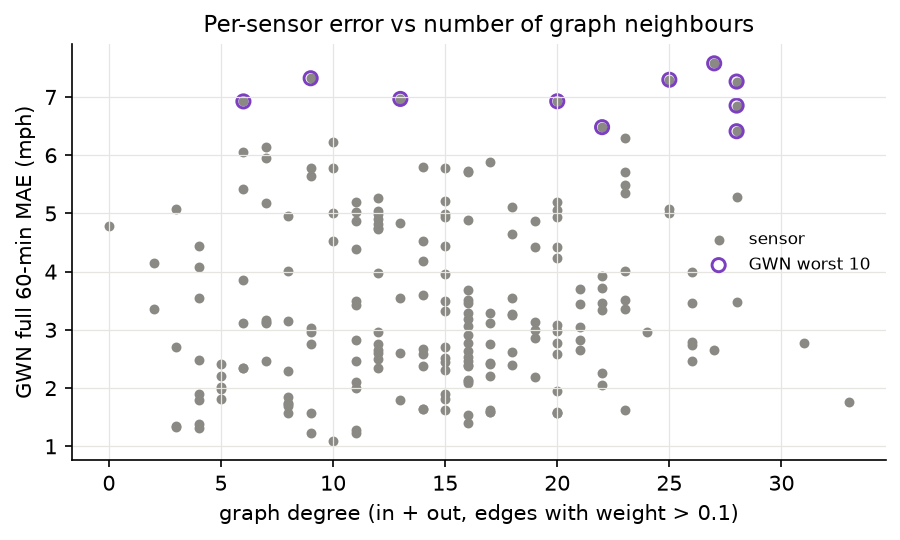 Per-sensor error vs number of graph neighbours
GWN full 60-min MAE (mph)
7
6
5
4
3
2
1
sensor
GWN worst 10
0 5 10 15 20 25 30
graph degree (in + out, edges with weight > 0.1)